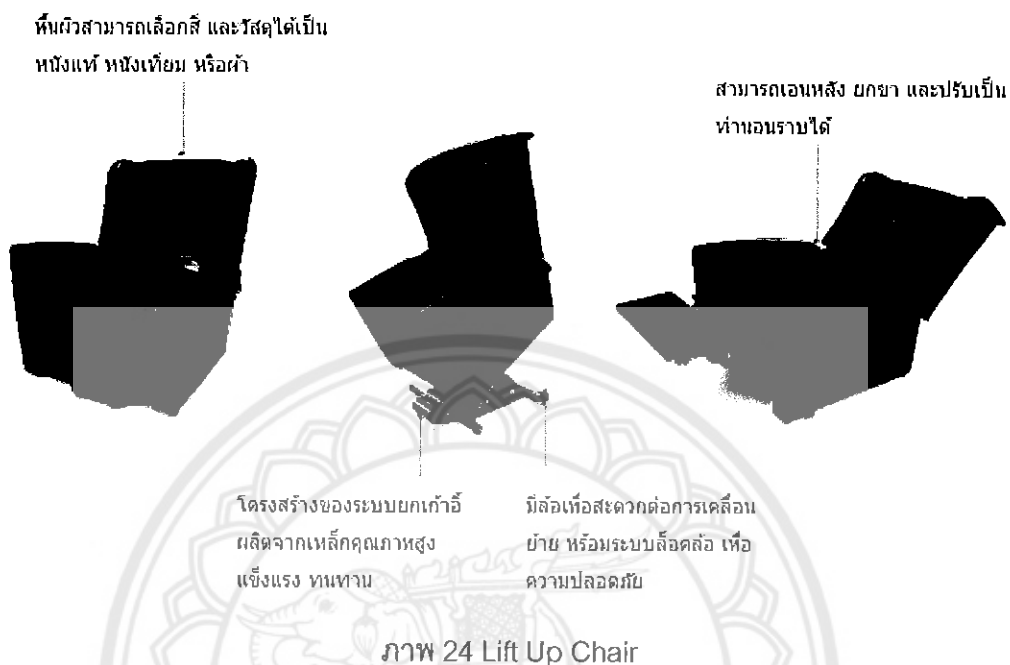 พื้นผิวสามารถเลือกสี และวัสดุได้เป็น
หนังแท้ หนังเทียม หรือผ้า
สามารถเอนหลัง ยกขา และปรับเป็น
ท่านอนราบได้
โครงสร้างของระบบยกเก้าอี้
ผลิตจากเหล็กคุณภาพสูง
แข็งแรง ทนทาน
มีล้อเพื่อสะดวกต่อการเคลื่อน
ย้าย พร้อมระบบล็อคล้อ เพื่อ
ความปลอดภัย
ภาพ 24 Lift Up Chair